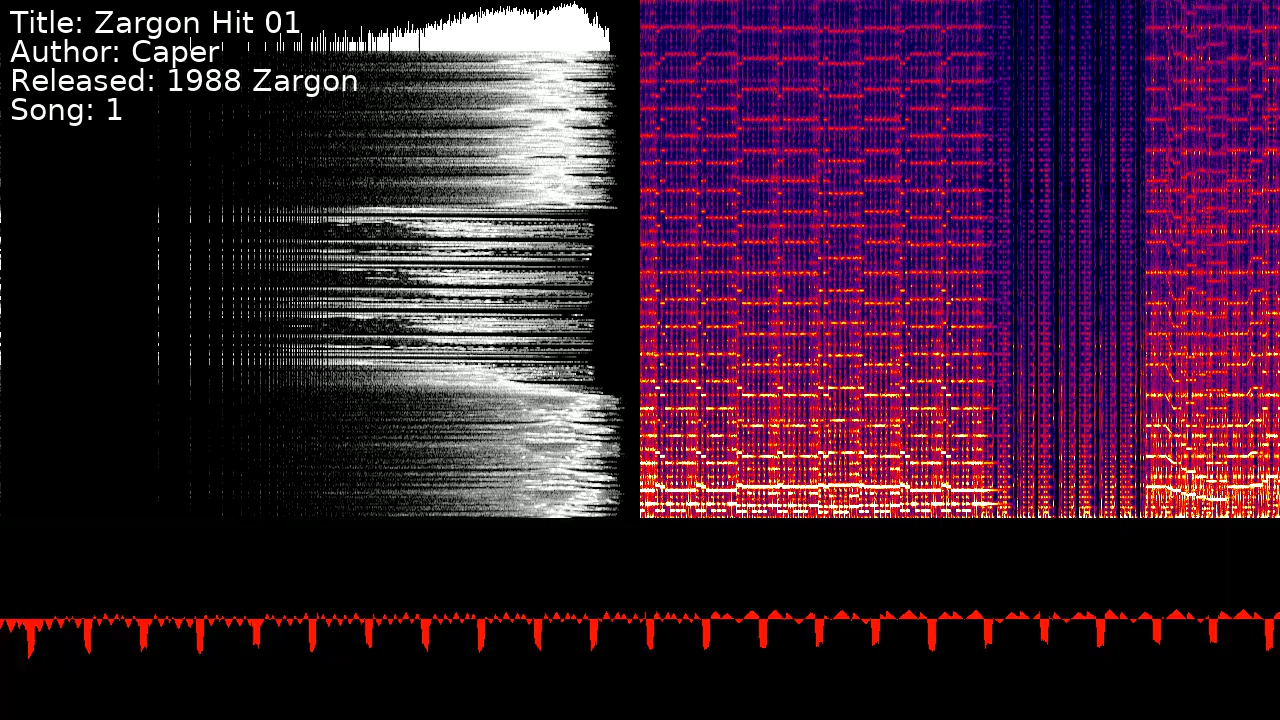 Title: Zargon Hit 01
Author: Caper
Released: 1988 Zargon
Song: 1